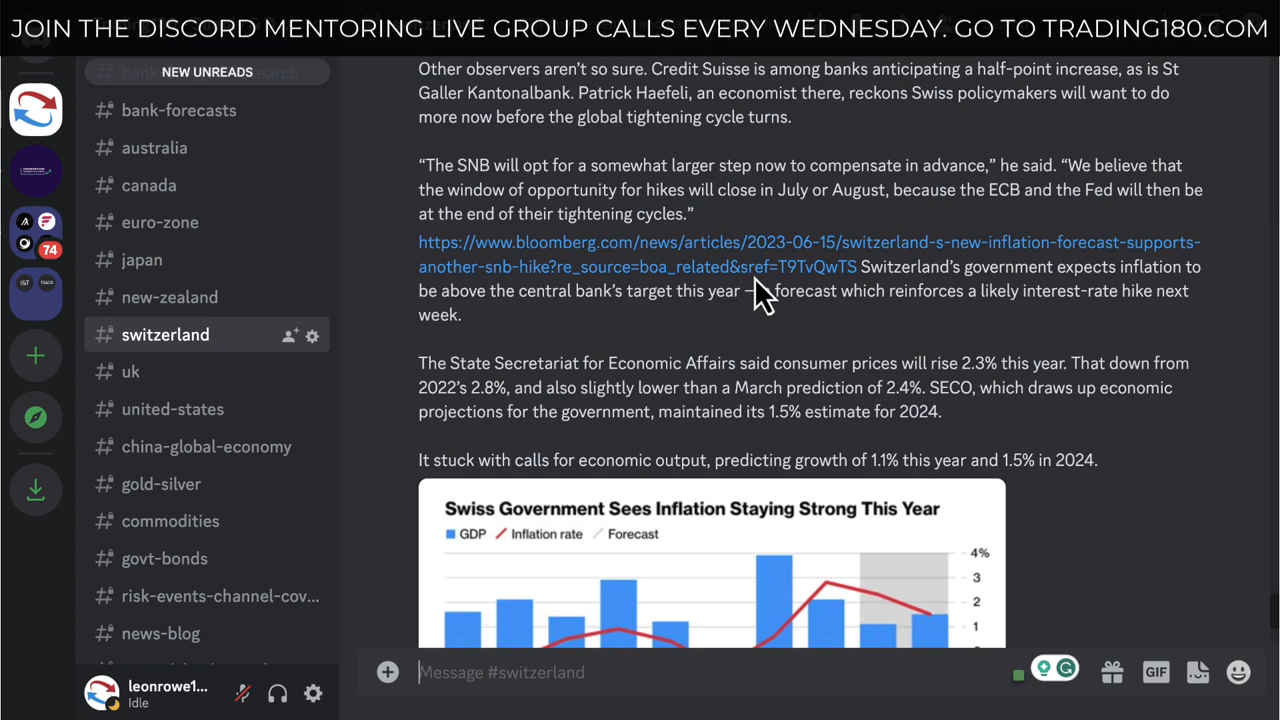 JOIN THE DISCORD MENTORING LIVE GROUP CALLS EVERY WEDNESDAY. GO TO TRADING180.COM
NEW UNREADS
bank-forecasts
australia
canada
euro-zone
japan
new-zealand
switzerland
uk
united-states
china-global-economy
gold-silver
commodities
govt-bonds
risk-events-channel-cov...
news-blog
74
leonrowe1...
Idle
Other observers aren’t so sure. Credit Suisse is among banks anticipating a half-point increase, as is St
Galler Kantonalbank. Patrick Haefeli, an economist there, reckons Swiss policymakers will want to do
more now before the global tightening cycle turns.
“The SNB will opt for a somewhat larger step now to compensate in advance,” he said. “We believe that
the window of opportunity for hikes will close in July or August, because the ECB and the Fed will then be
at the end of their tightening cycles.”
https://www.bloomberg.com/news/articles/2023-06-15/switzerland-s-new-inflation-forecast-supports-
another-snb-hike?re_source=boa_related&sref=T9TvQwTS Switzerland’s government expects inflation to
be above the central bank’s target this year — forecast which reinforces a likely interest-rate hike next
week.
The State Secretariat for Economic Affairs said consumer prices will rise 2.3% this year. That down from
2022’s 2.8%, and also slightly lower than a March prediction of 2.4%. SECO, which draws up economic
projections for the government, maintained its 1.5% estimate for 2024.
It stuck with calls for economic output, predicting growth of 1.1% this year and 1.5% in 2024.
Swiss Government Sees Inflation Staying Strong This Year
GDP Inflation rate Forecast
4%
3
2
1
Message #switzerland
GIF